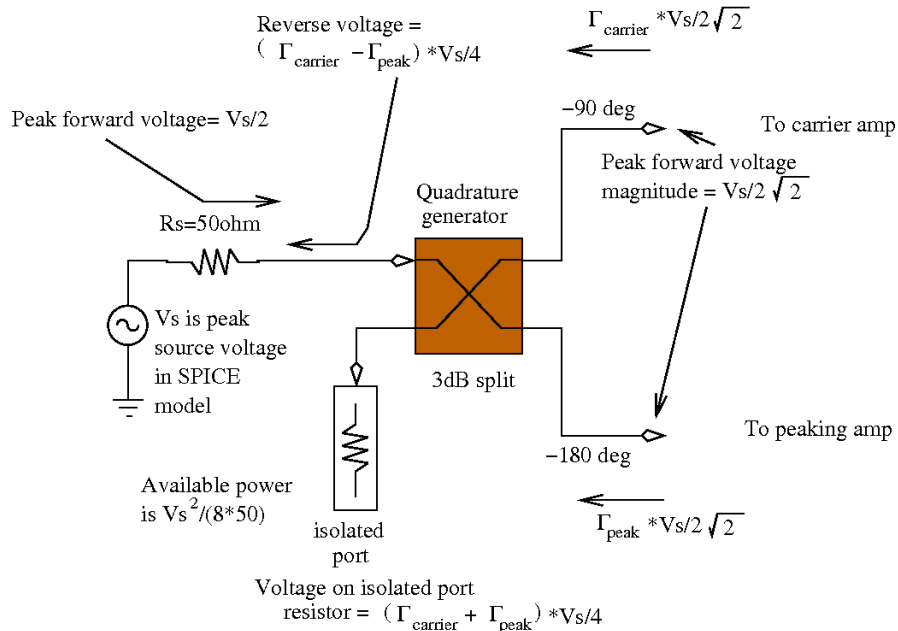 Reverse voltage =
( Γcarrier −Γpeak) *Vs/4
Γcarrier *Vs/2√2
Peak forward voltage= Vs/2
−90 deg
To carrier amp
Peak forward voltage
magnitude = Vs/2√2
Quadrature
generator
Rs=50ohm
Vs is peak
source voltage
in SPICE
model
3dB split
To peaking amp
−180 deg
Available power
is Vs²/(8*50)
isolated
port
Γpeak *Vs/2√2
Voltage on isolated port
resistor = (Γcarrier + Γpeak) *Vs/4